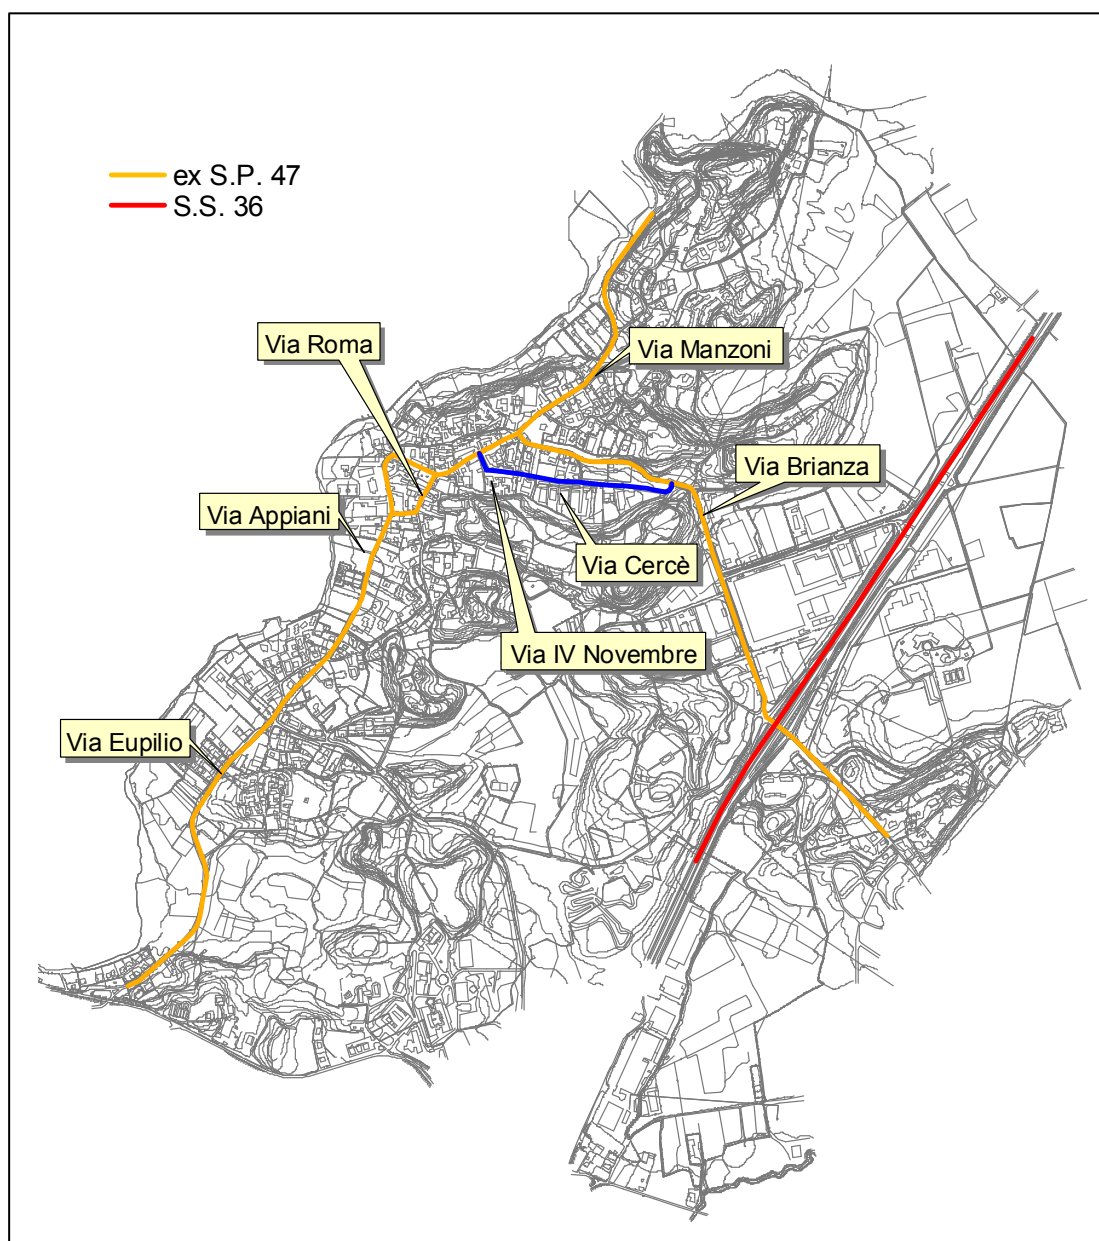 ex S.P. 47
S.S. 36
Via Roma
Via Manzoni
Via Brianza
Via Appiani
Via Cercè
Via IV Novembre
Via Eupilio